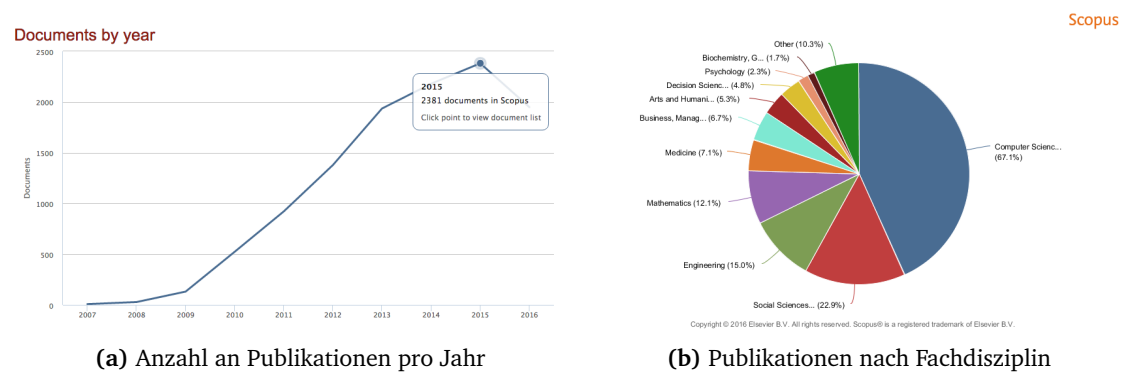 Scopus
Documents by year
2500
2000
1500
1000
500
0
Documents
2015
2381 documents in Scopus
Click point to view document list
2007 2008 2009 2010 2011 2012 2013 2014 2015 2016
(a) Anzahl an Publikationen pro Jahr
Other (10.3%)
Biochemistry, G... (1.7%)
Psychology (2.3%)
Decision Scienc... (4.8%)
Arts and Humani... (5.3%)
Business, Manag... (6.7%)
Medicine (7.1%)
Mathematics (12.1%)
Engineering (15.0%)
Social Sciences... (22.9%)
Computer Scienc...
(67.1%)
Copyright © 2016 Elsevier B.V. All rights reserved. Scopus® is a registered trademark of Elsevier B.V.
(b) Publikationen nach Fachdisziplin